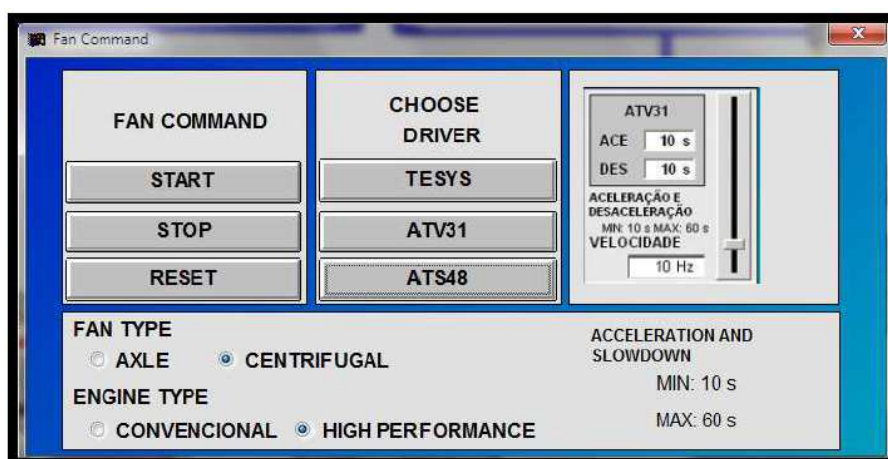 Fan Command
FAN COMMAND
START
STOP
RESET
CHOOSE
DRIVER
TESYS
ATV31
ATS48
ATV31
ACE 10 s
DES 10 s
ACELERAÇÃO E
DESACELERAÇÃO
MIN: 10 s MAX: 60 s
VELOCIDADE
10 Hz
FAN TYPE
AXLE CENTRIFUGAL
ENGINE TYPE
CONVENCIONAL HIGH PERFORMANCE
ACCELERATION AND
SLOWDOWN
MIN: 10 s
MAX: 60 s